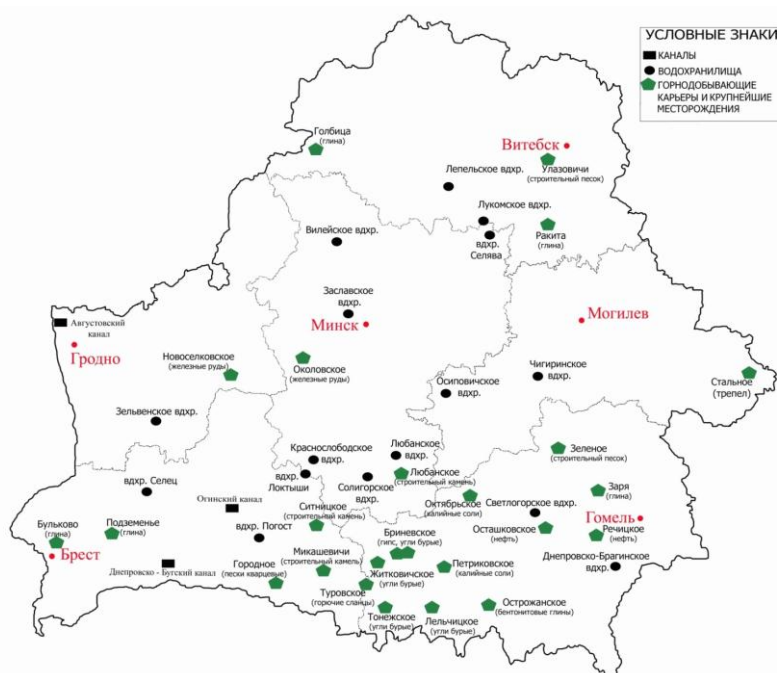 УСЛОВНЫЕ ЗНАКИ
КАНАЛЫ
ВОДОХРАНИЛИЩА
ГОРНОДОБЫВАЮЩИЕ
КАРЬЕРЫ И КРУПНЕЙШИЕ
МЕСТОРОЖДЕНИЯ
Голбица
(глина)
Витебск
Улазовичи
(строительный песок)
Лепельское вдхр.
Лукомское вдхр.
вдхр.
Селява
Ракита
(глина)
Вилейское вдхр.
Заславское
вдхр.
Минск
Могилев
Августовский
канал
Гродно
Новоселковское
(железные руды)
Околовское
(железные руды)
Осиповичское
вдхр.
Чигиринское
вдхр.
Стальное
(трепел)
Зельвенское вдхр.
Краснослободское
вдхр.
Любанское
вдхр.
Зеленое
(строительный песок)
вдхр. Селец
вдхр.
Локтыши
Солигорское
вдхр.
Любанское
(строительный камень)
Заря
(глина)
Огинский канал
Ситницкое
(строительный камень)
Октябрьское
(калийные соли)
Светлогорское вдхр.
Гомель
Бульково
(глина)
Подземенье
(глина)
вдхр. Погост
Осташковское
(нефть)
Речицкое
(нефть)
Брест
Бриневское
(гипс, угли бурые)
Днепровско - Бугский канал
Городное
(пески кварцевые)
Микашевичи
(строительный камель)
Житковичское
(угли бурые)
Петриковское
(калийные соли)
Днепровско-Брагинское
вдхр.
Туровское
(горючие сланцы)
Тонежское
(угли бурые)
Лельчицкое
(угли бурые)
Острожанское
(бентонитовые глины)